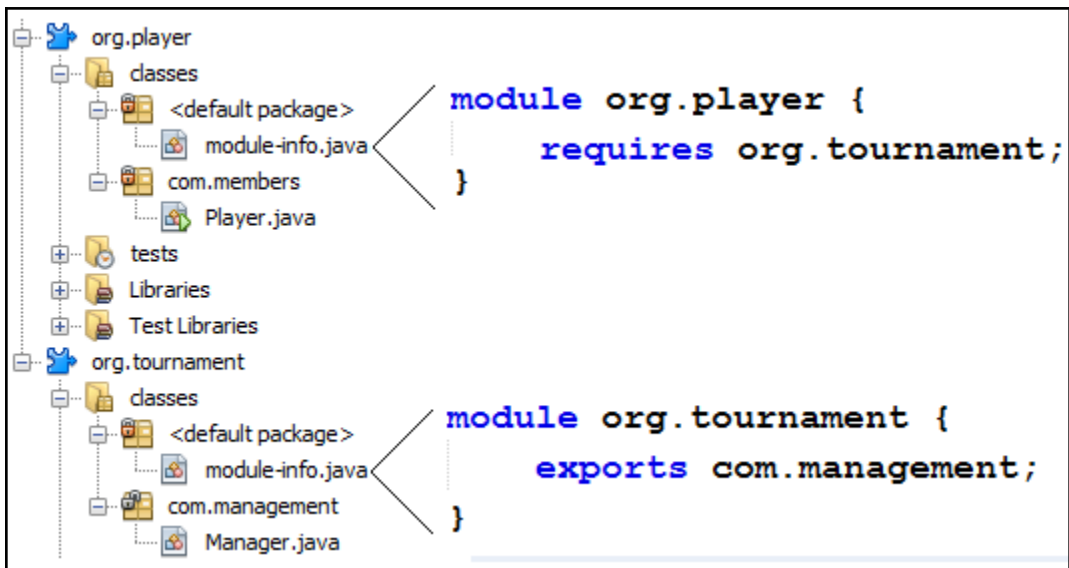 org.player
classes
<default package>
module-info.java
com.members
Player.java
tests
Libraries
Test Libraries
org.tournament
classes
<default package>
module-info.java
com.management
Manager.java
module org.player {
requires org.tournament;
}
module org.tournament {
exports com.management;
}